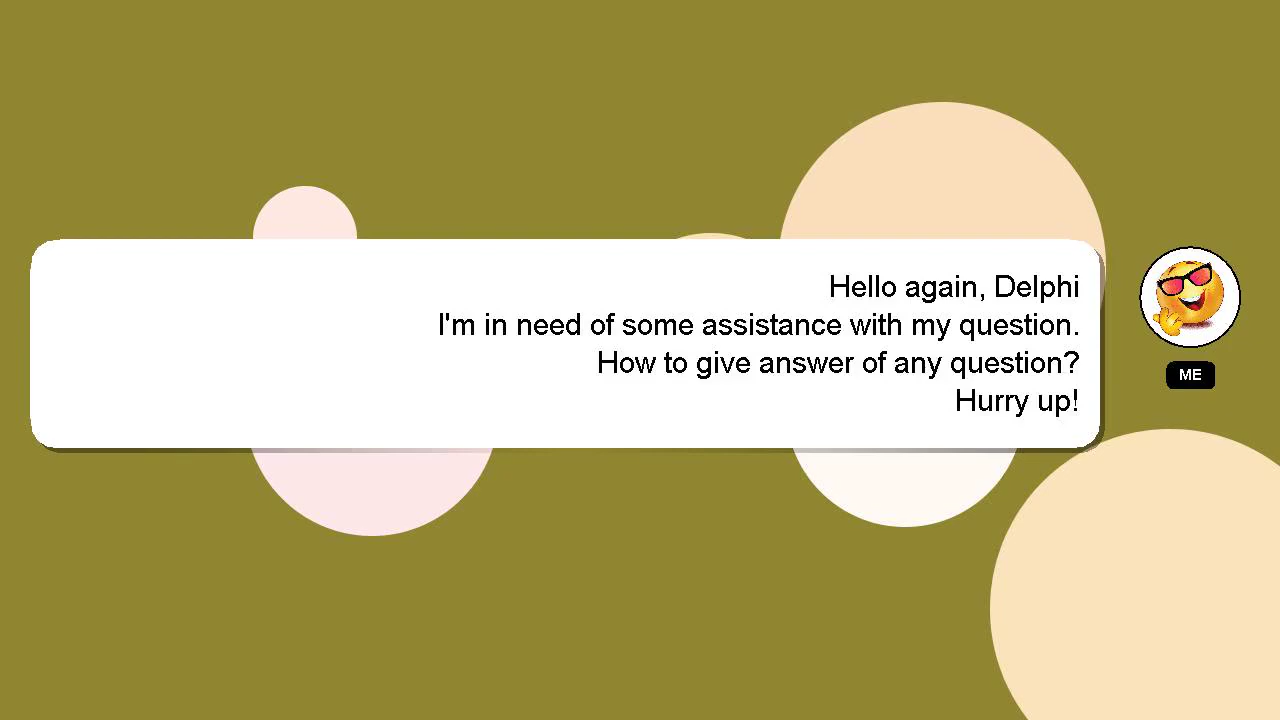 Hello again, Delphi
I'm in need of some assistance with my question.
How to give answer of any question?
Hurry up!
ME